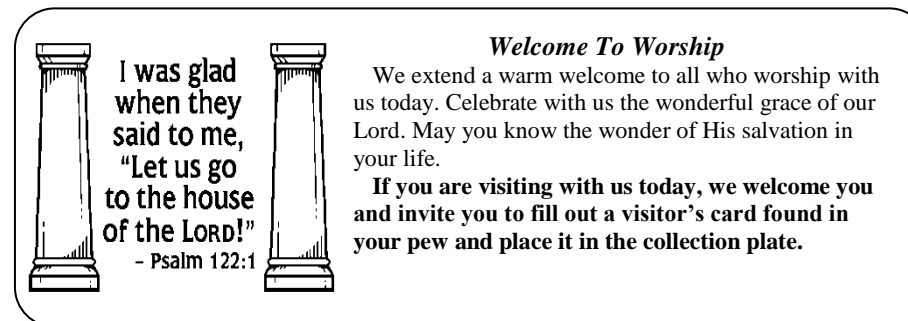 I was glad
when they
said to me,
“Let us go
to the house
of the LORD!”
– Psalm 122:1
Welcome To Worship
We extend a warm welcome to all who worship with
us today. Celebrate with us the wonderful grace of our
Lord. May you know the wonder of His salvation in
your life.
If you are visiting with us today, we welcome you
and invite you to fill out a visitor’s card found in
your pew and place it in the collection plate.